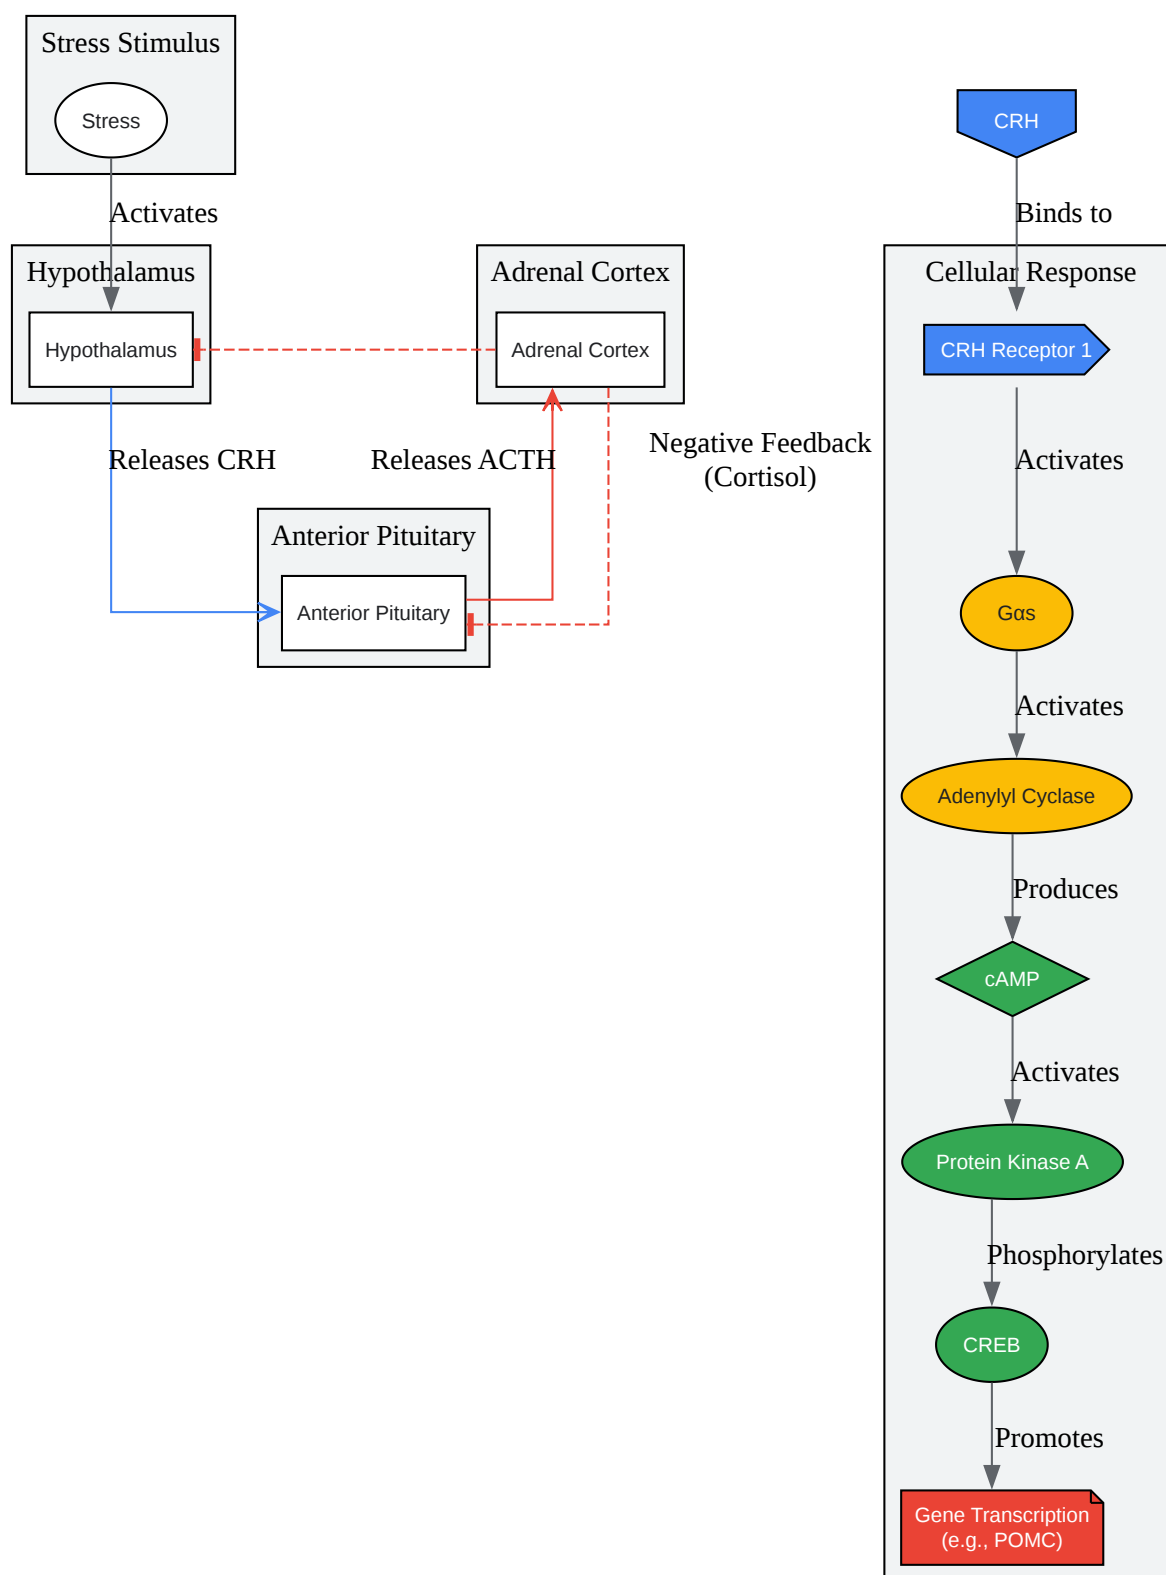 Stress Stimulus
Stress
Activates
Hypothalamus
Hypothalamus
Adrenal Cortex
Adrenal Cortex
Releases CRH
Releases ACTH
Negative Feedback
(Cortisol)
Anterior Pituitary
Anterior Pituitary
CRH
Binds to
Cellular Response
CRH Receptor 1
Activates
Gαs
Activates
Adenylyl Cyclase
Produces
cAMP
Activates
Protein Kinase A
Phosphorylates
CREB
Promotes
Gene Transcription
(e.g., POMC)